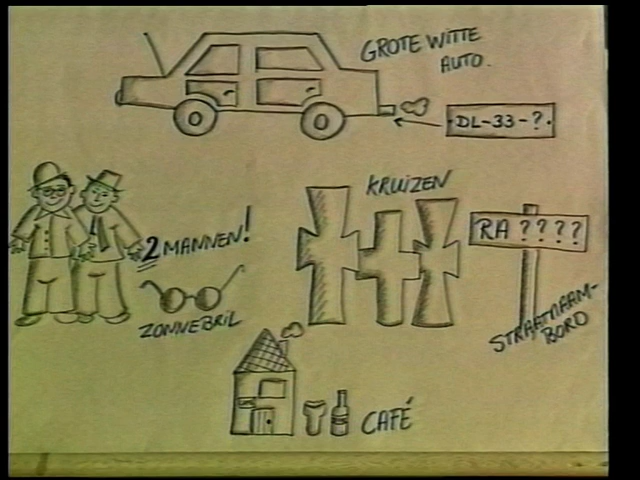 GROTE WITTE
AUTO.
DL-33-?.
KRUIZEN
RA ????
2 MANNEN!
ZONNEBRIL
STRAATNAAM-
BORD
CAFÉ